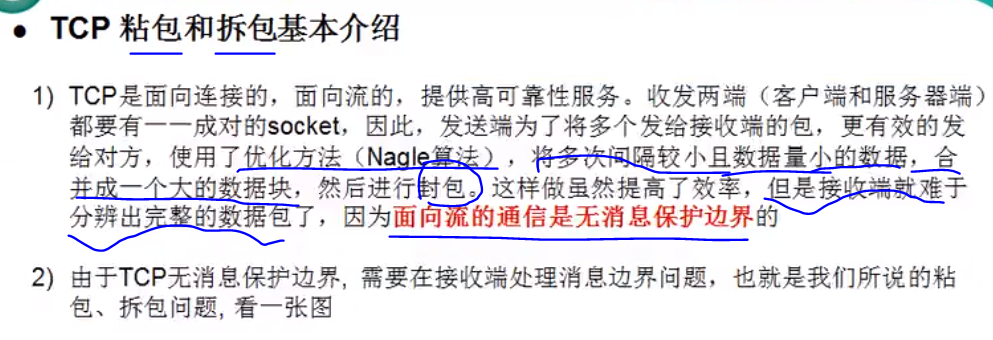 ● TCP 粘包和拆包基本介绍
1) TCP是面向连接的，面向流的，提供高可靠性服务。收发两端（客户端和服务器端）
都要有一一成对的socket，因此，发送端为了将多个发给接收端的包，更有效的发
给对方，使用了优化方法（Nagle算法），将多次间隔较小且数据量小的数据，合
并成一个大的数据块，然后进行封包。这样做虽然提高了效率，但是接收端就难于
分辨出完整的数据包了，因为面向流的通信是无消息保护边界的
2) 由于TCP无消息保护边界, 需要在接收端处理消息边界问题，也就是我们所说的粘
包、拆包问题, 看一张图